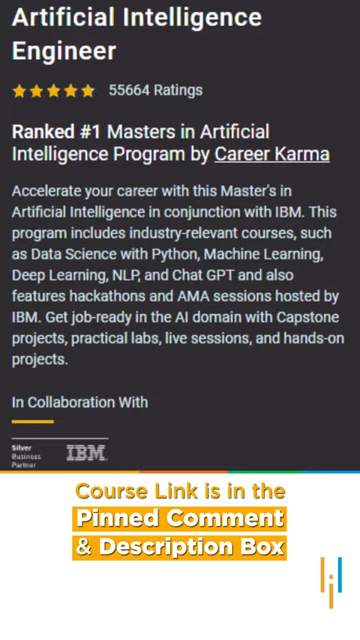 Artificial Intelligence
Engineer
55664 Ratings
Ranked #1 Masters in Artificial
Intelligence Program by Career Karma
Accelerate your career with this Master's in
Artificial Intelligence in conjunction with IBM. This
program includes industry-relevant courses, such
as Data Science with Python, Machine Learning,
Deep Learning, NLP, and Chat GPT and also
features hackathons and AMA sessions hosted by
IBM. Get job-ready in the AI domain with Capstone
projects, practical labs, live sessions, and hands-on
projects.
In Collaboration With
Silver
Business
Partner
IBM
Course Link is in the
Pinned Comment
& Description Box